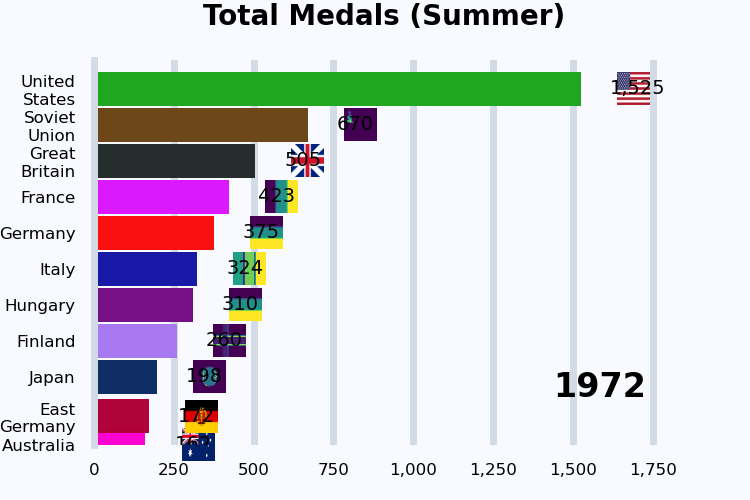 Total Medals (Summer)
United
States
1,525
Soviet
Union
670
Great
Britain
505
France
423
Germany
375
Italy
324
Hungary
310
Finland
260
Japan
198
East
Germany
172
Australia
1972
0 250 500 750 1,000 1,250 1,500 1,750